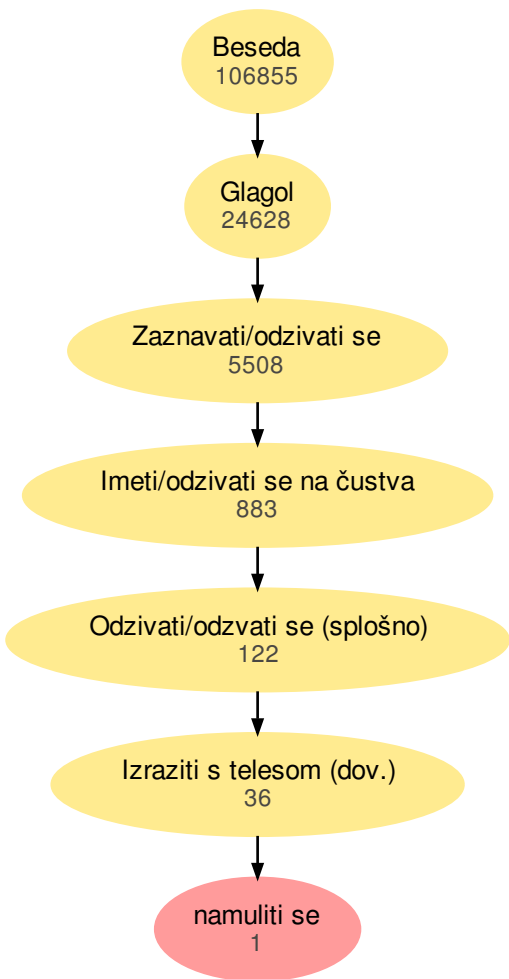 Beseda
106855
Glagol
24628
Zaznavati/odzivati se
5508
Imeti/odzivati se na čustva
883
Odzivati/odzvati se (splošno)
122
Izraziti s telesom (dov.)
36
namuliti se
1